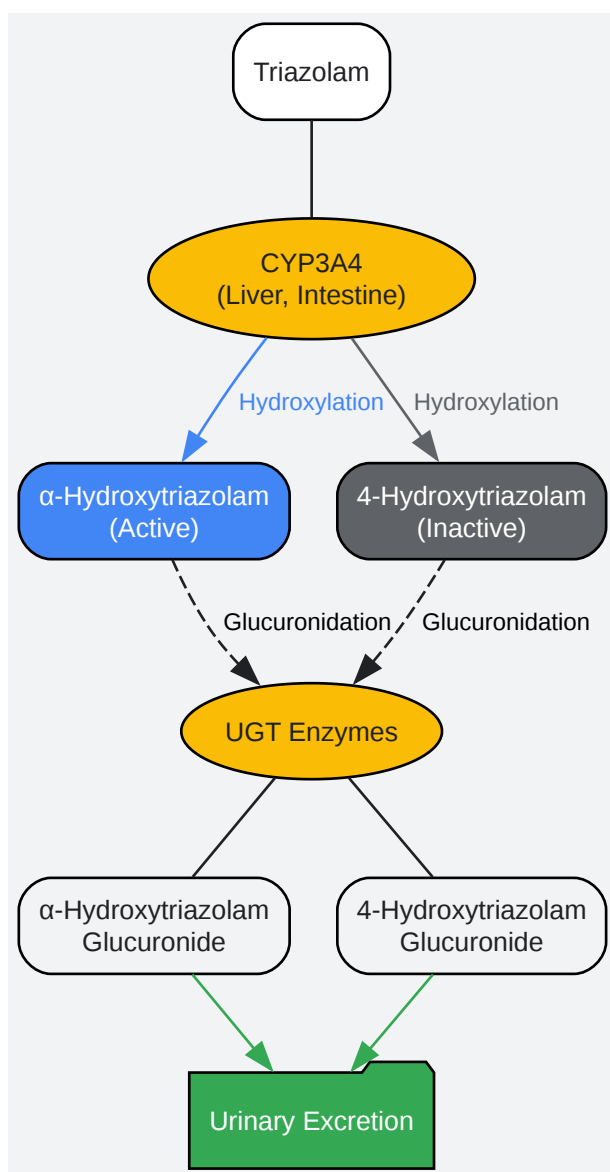 Triazolam
CYP3A4
(Liver, Intestine)
Hydroxylation
Hydroxylation
α-Hydroxytriazolam
(Active)
4-Hydroxytriazolam
(Inactive)
Glucuronidation
Glucuronidation
UGT Enzymes
α-Hydroxytriazolam
Glucuronide
4-Hydroxytriazolam
Glucuronide
Urinary Excretion